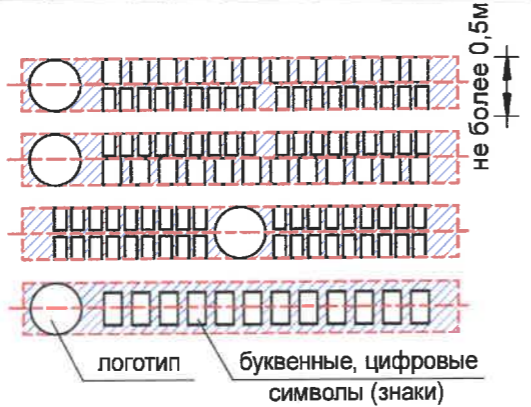 не более 0,5м
логотип
буквенные, цифровые
символы (знаки)